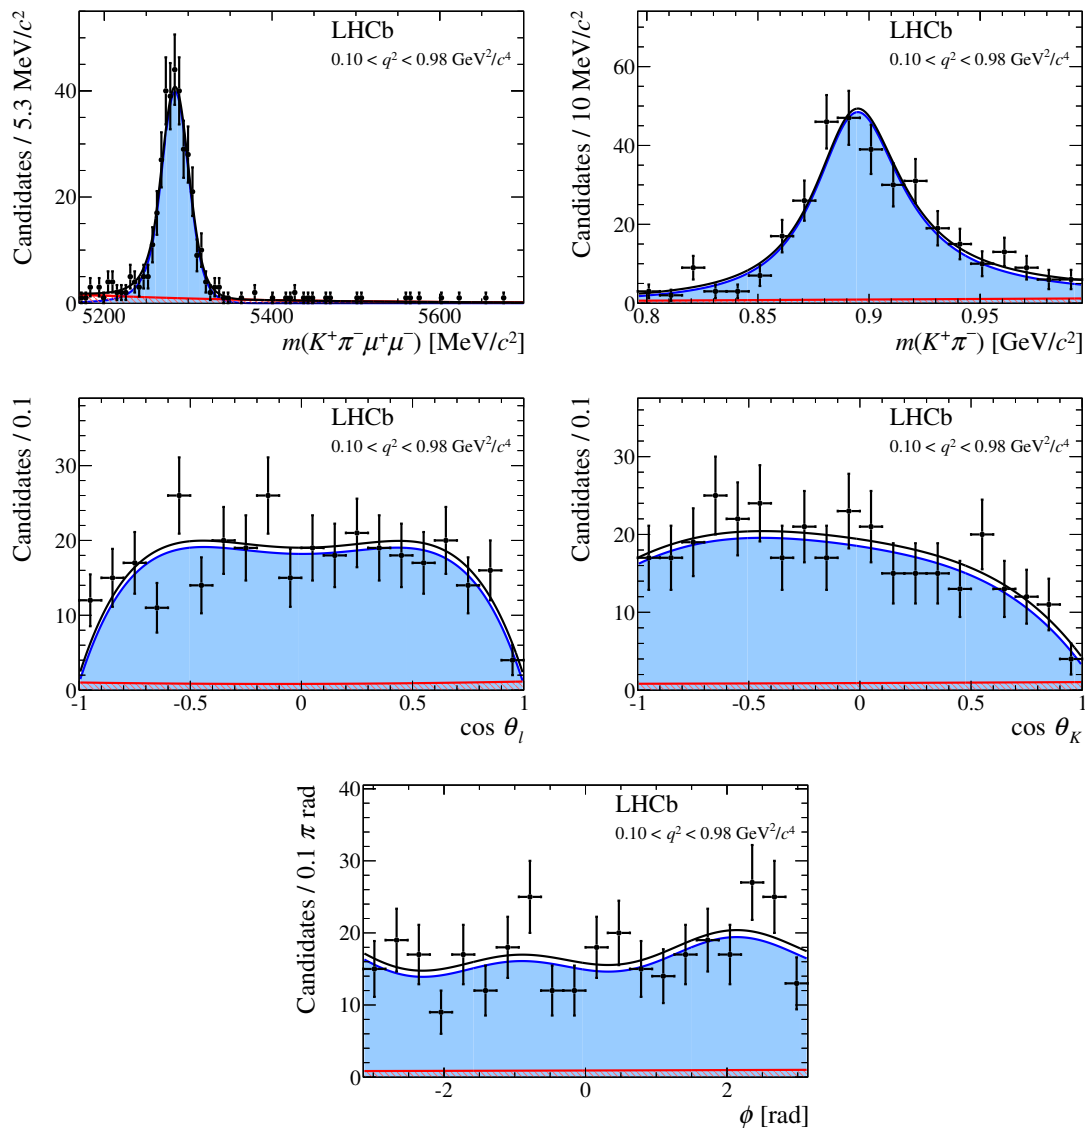 Candidates / 5.3 MeV/c²
LHCb
0.10 < q² < 0.98 GeV²/c⁴
40
20
0
5200 5400 5600
m(K⁺π⁻μ⁺μ⁻) [MeV/c²]
Candidates / 10 MeV/c²
LHCb
0.10 < q² < 0.98 GeV²/c⁴
60
40
20
0
0.8 0.85 0.9 0.95
m(K⁺π⁻) [GeV/c²]
Candidates / 0.1
LHCb
0.10 < q² < 0.98 GeV²/c⁴
30
20
10
0
-1 -0.5 0 0.5 1
cos θ_l
Candidates / 0.1
LHCb
0.10 < q² < 0.98 GeV²/c⁴
30
20
10
0
-1 -0.5 0 0.5 1
cos θ_K
Candidates / 0.1 π rad
LHCb
0.10 < q² < 0.98 GeV²/c⁴
40
30
20
10
0
-2 0 2
ϕ [rad]